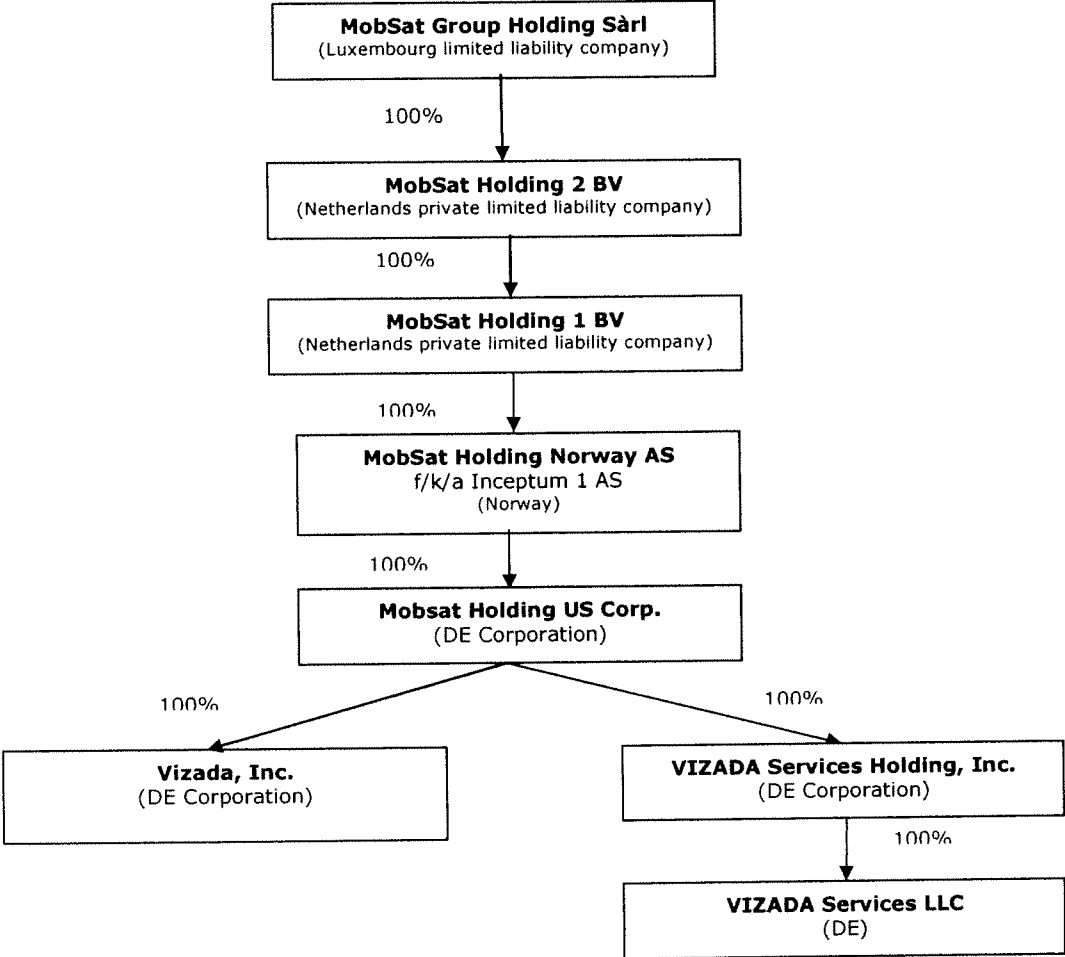 MobSat Group Holding Sàrl
(Luxembourg limited liability company)
100%
MobSat Holding 2 BV
(Netherlands private limited liability company)
100%
MobSat Holding 1 BV
(Netherlands private limited liability company)
100%
MobSat Holding Norway AS
f/k/a Inceptum 1 AS
(Norway)
100%
Mobsat Holding US Corp.
(DE Corporation)
100%
100%
Vizada, Inc.
(DE Corporation)
VIZADA Services Holding, Inc.
(DE Corporation)
100%
VIZADA Services LLC
(DE)